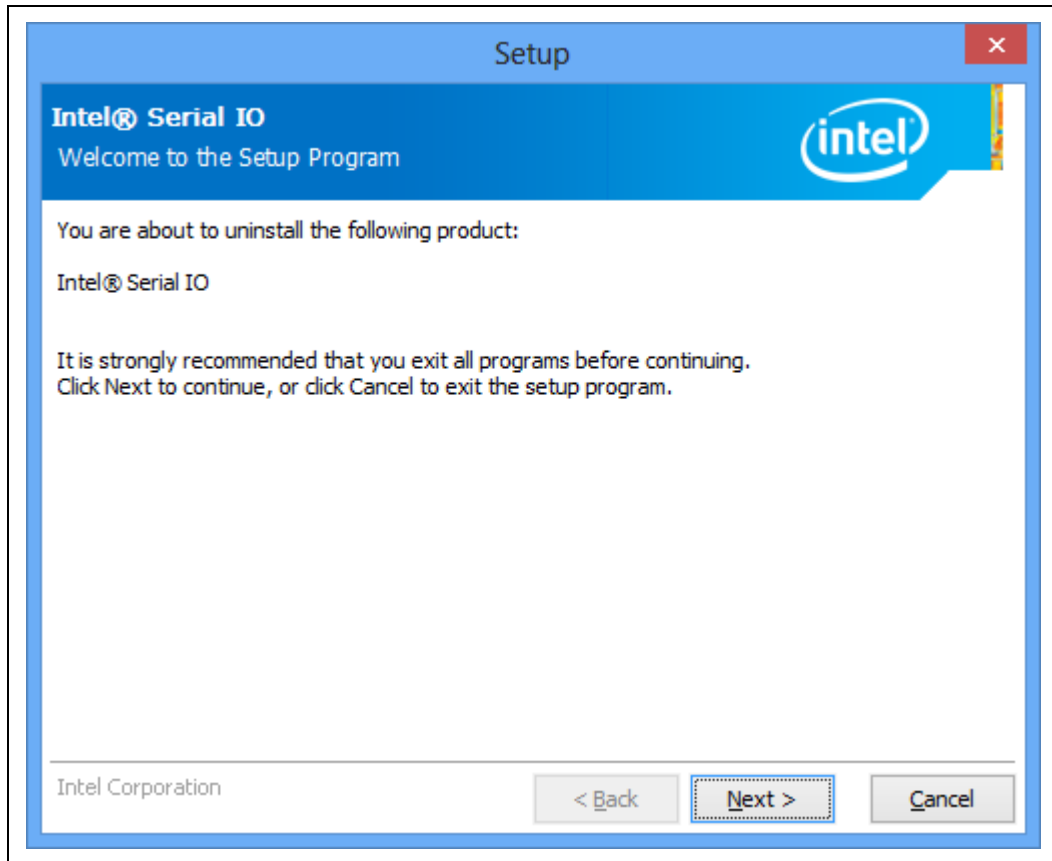 Setup
Intel® Serial IO
Welcome to the Setup Program
intel
You are about to uninstall the following product:
Intel® Serial IO
It is strongly recommended that you exit all programs before continuing.
Click Next to continue, or click Cancel to exit the setup program.
Intel Corporation
< Back
Next >
Cancel